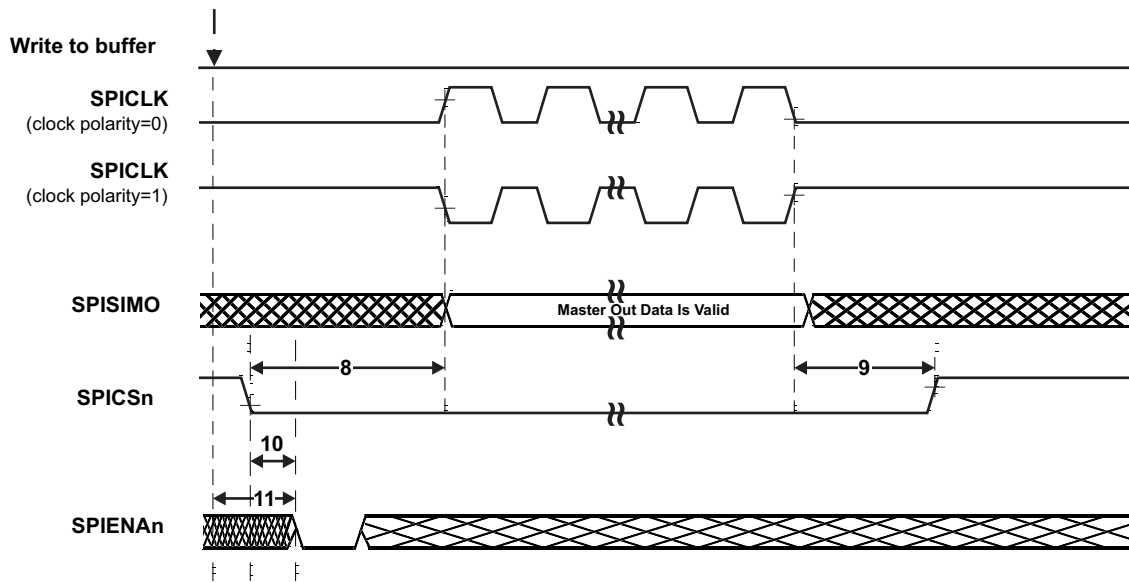 Write to buffer
SPICLK
(clock polarity=0)
SPICLK
(clock polarity=1)
SPISIMO
Master Out Data Is Valid
8
9
SPICSn
10
11
SPIENAn